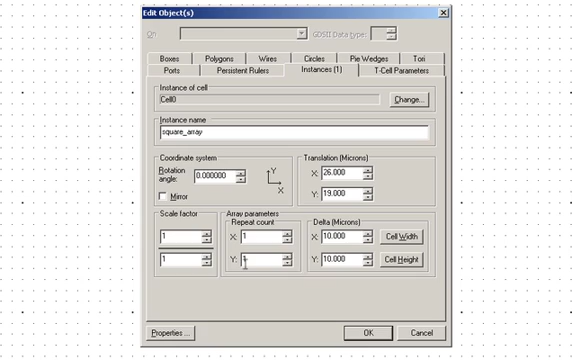 Edit Object(s)
On GDSII Data type:
Boxes Polygons Wires Circles Pie Wedges Tori
Ports Persistent Rulers Instances (1) T-Cell Parameters
Instance of cell
Cell0 Change...
Instance name
square_array
Coordinate system Translation (Microns)
Rotation angle: 0.000000 Y X X: 26.000
Mirror Y: 19.000
Scale factor Array parameters
Repeat count Delta (Microns)
1 X: 1 X: 10.000 Cell Width
1 Y: 1 Y: 10.000 Cell Height
Properties ... OK Cancel